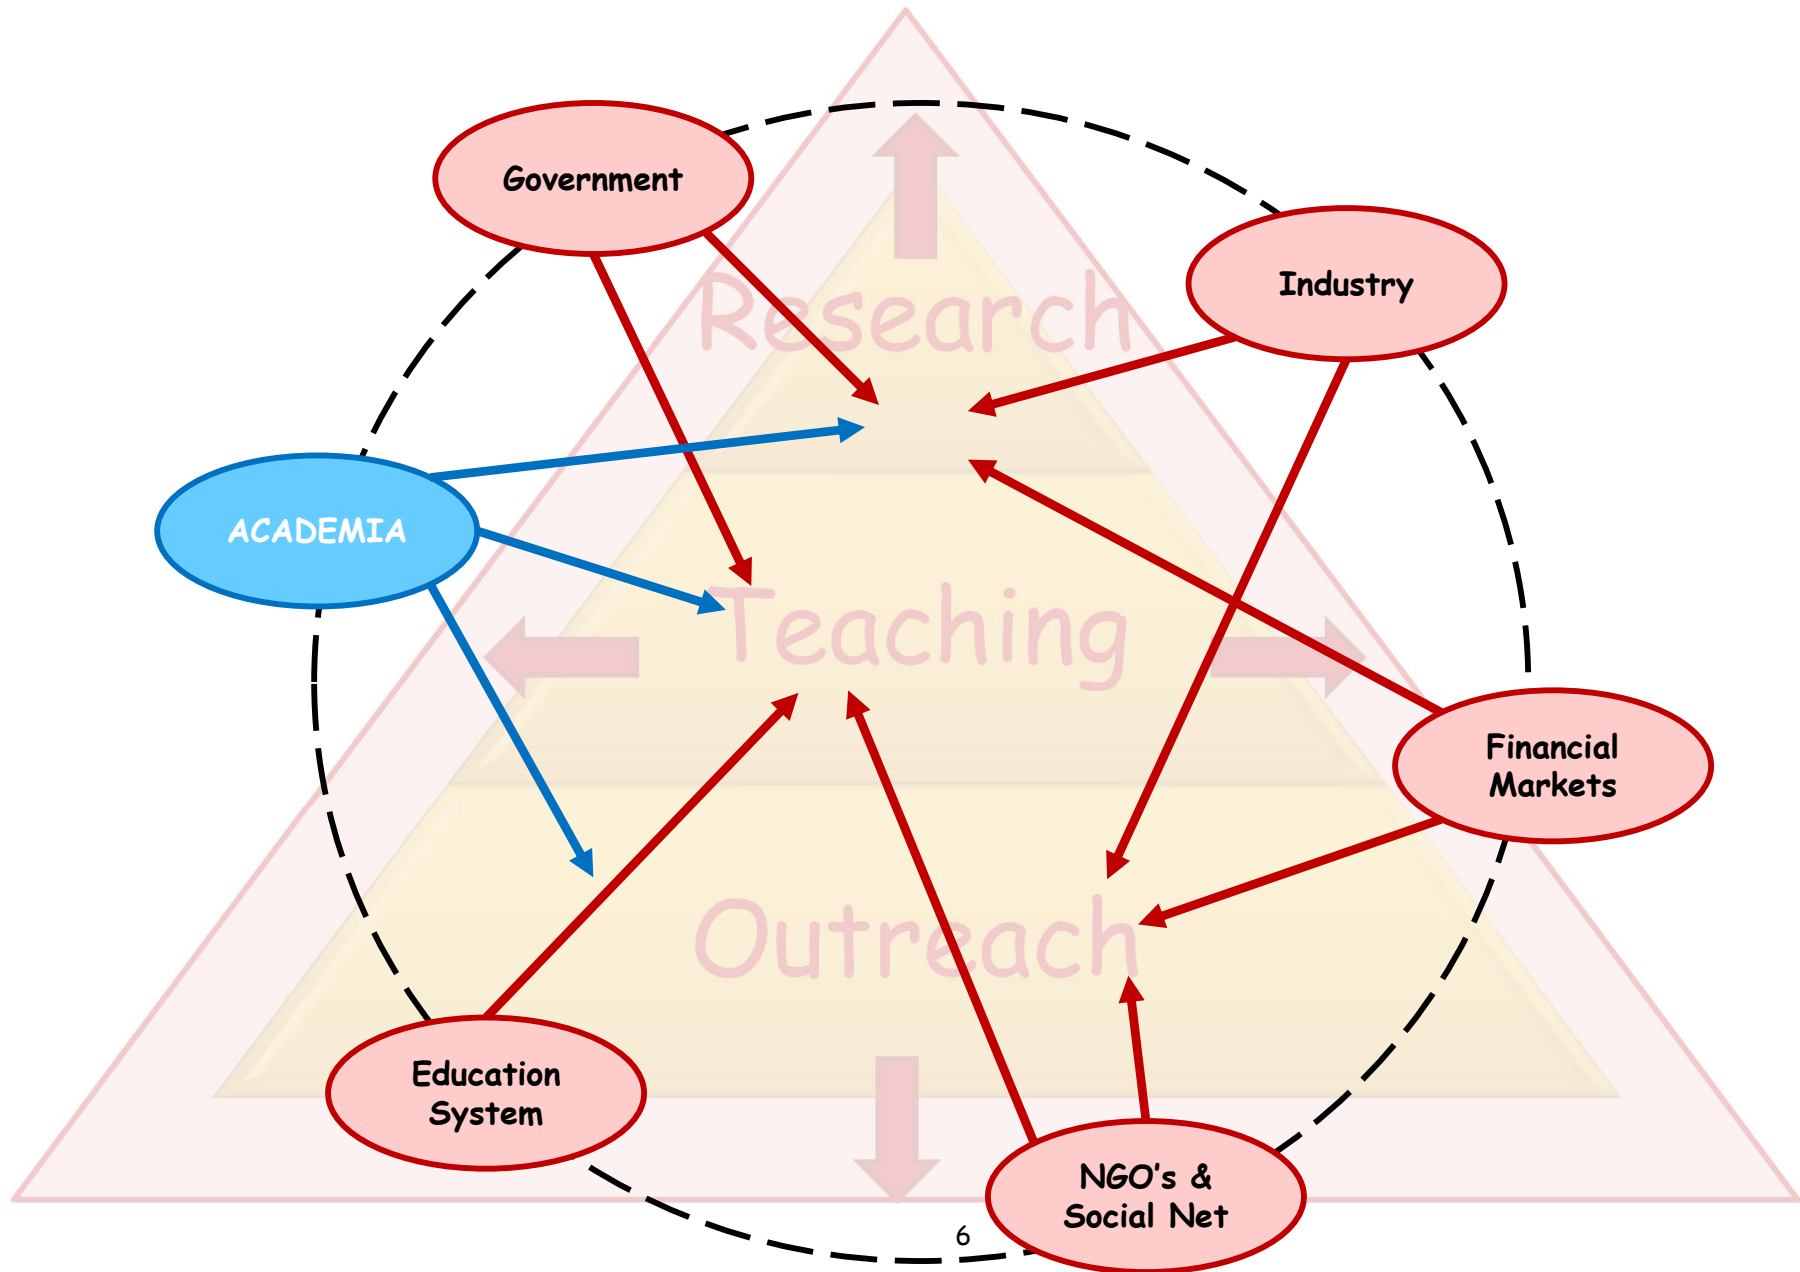 Government
Industry
Research
ACADEMIA
Teaching
Financial
Markets
Outreach
Education
System
NGO's &
Social Net
6